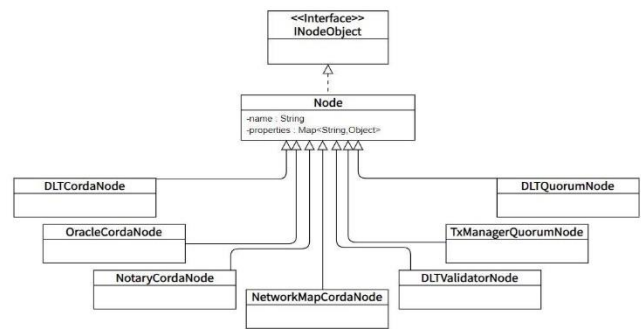 <<Interface>>
INodeObject
Node
-name : String
-properties : Map<String,Object>
DLTCordaNode
DLTQuorumNode
OracleCordaNode
TxManagerQuorumNode
NotaryCordaNode
DLTValidatorNode
NetworkMapCordaNode